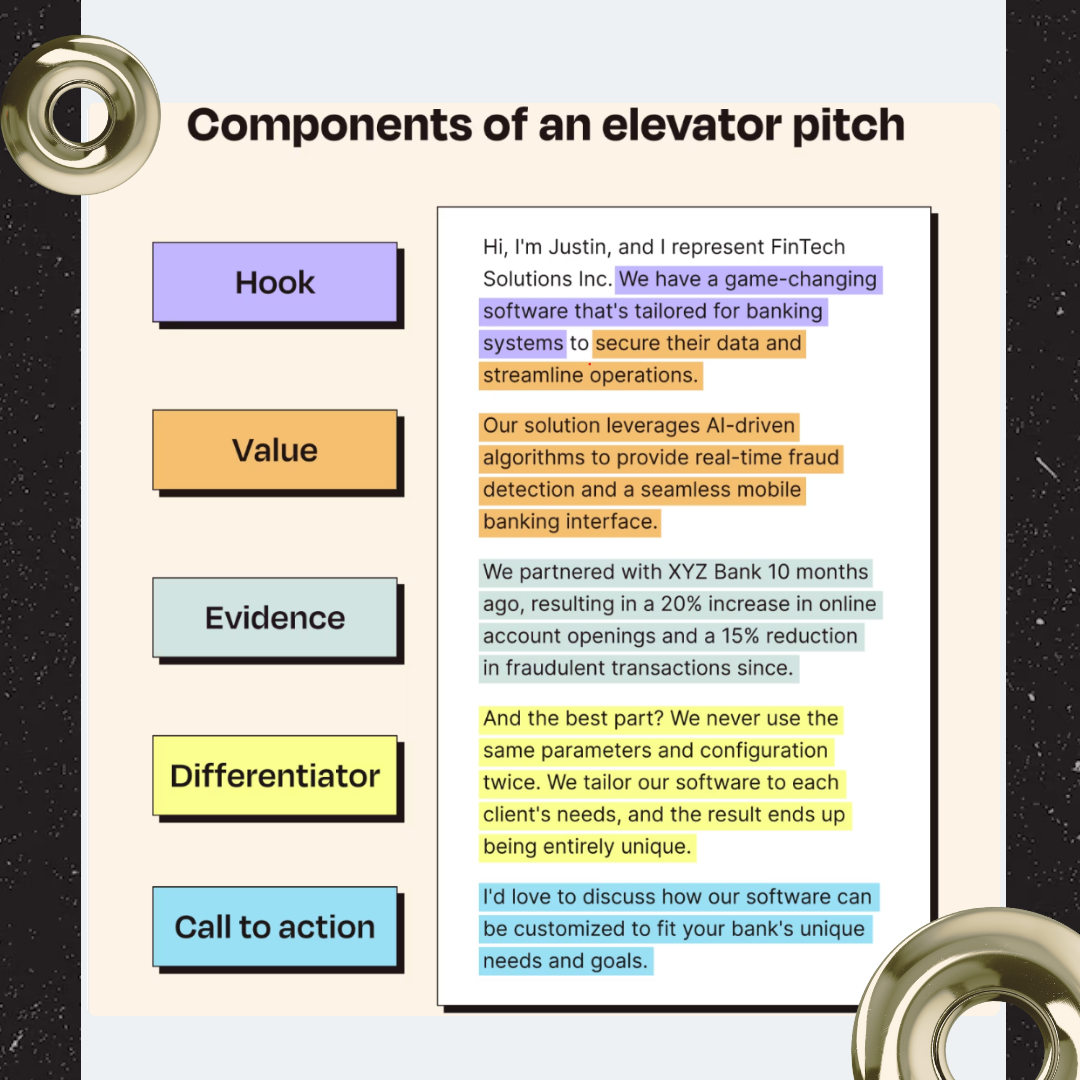 Components of an elevator pitch
Hook
Value
Evidence
Differentiator
Call to action
Hi, I'm Justin, and I represent FinTech
Solutions Inc. We have a game-changing
software that's tailored for banking
systems to secure their data and
streamline operations.
Our solution leverages AI-driven
algorithms to provide real-time fraud
detection and a seamless mobile
banking interface.
We partnered with XYZ Bank 10 months
ago, resulting in a 20% increase in online
account openings and a 15% reduction
in fraudulent transactions since.
And the best part? We never use the
same parameters and configuration
twice. We tailor our software to each
client's needs, and the result ends up
being entirely unique.
I'd love to discuss how our software can
be customized to fit your bank's unique
needs and goals.